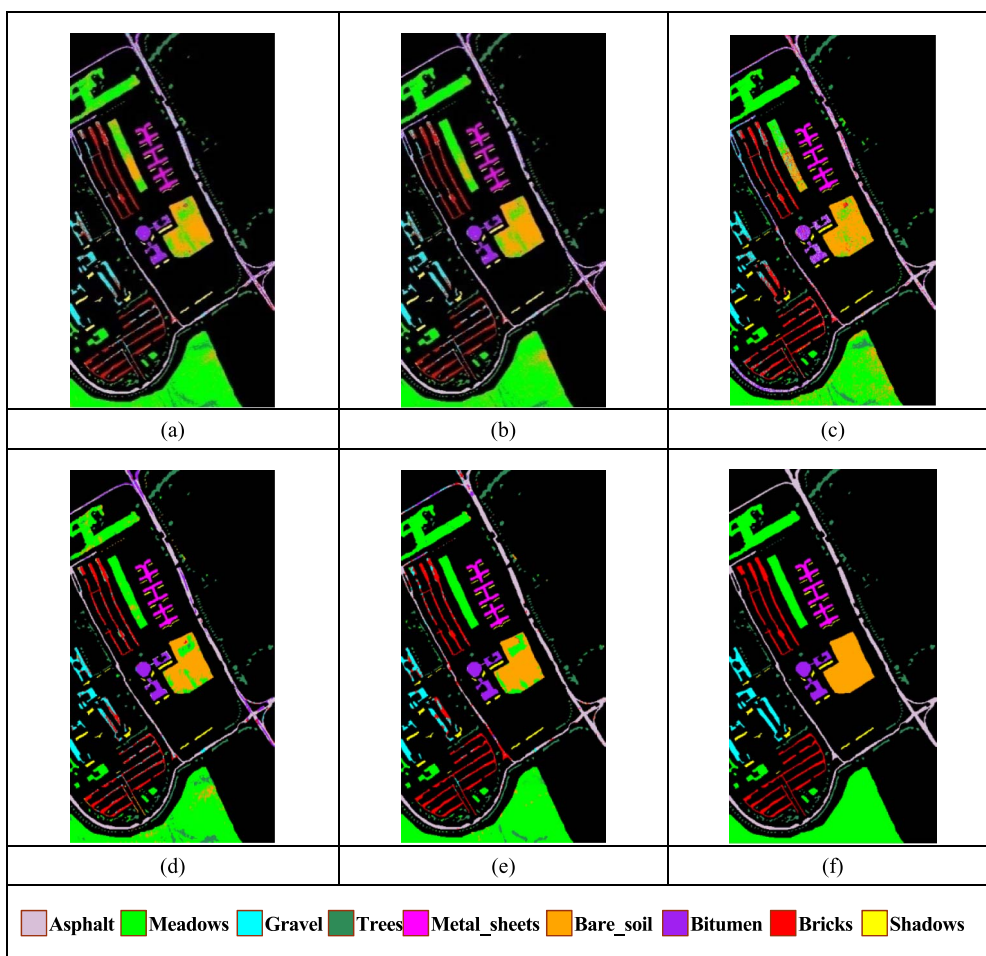 (a) (b) (c)
(d) (e) (f)
Asphalt Meadows Gravel Trees Metal_sheets Bare_soil Bitumen Bricks Shadows